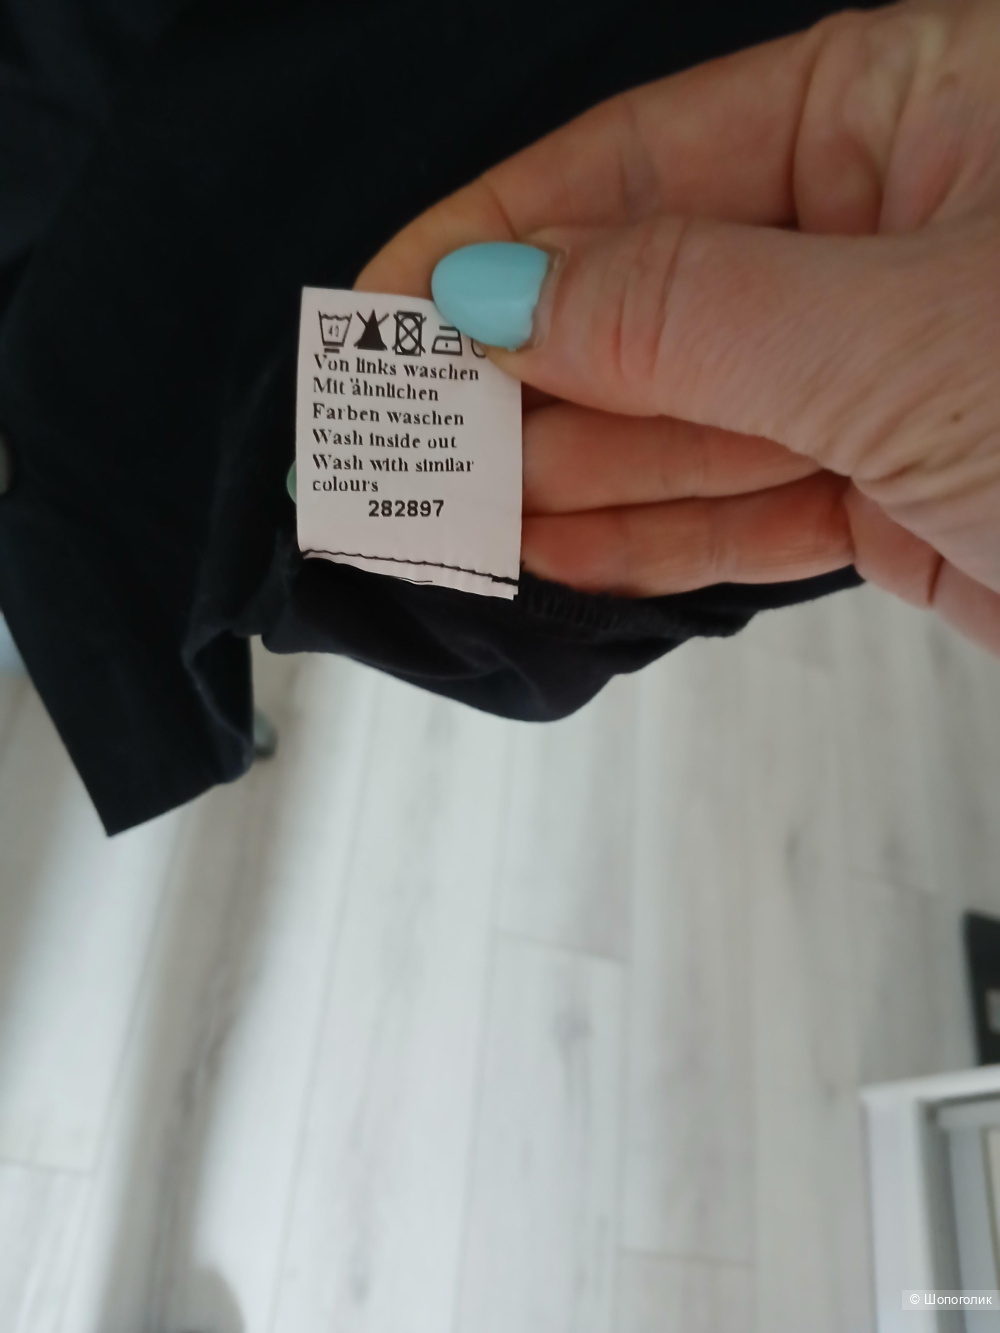 Von links waschen
Mit ähnlichen
Farben waschen
Wash inside out
Wash with similar
colours
282897
© Шопоголик